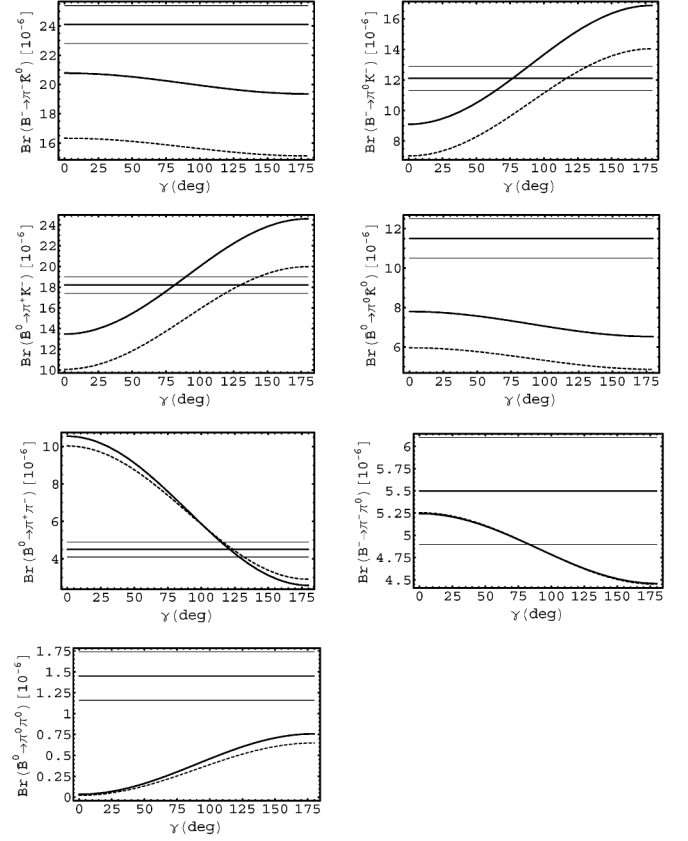 Br(B⁻→π⁻K̄⁰)[10⁻⁶]
24
22
20
18
16
0 25 50 75 100 125 150 175
γ(deg)
Br(B⁻→π⁰K⁻)[10⁻⁶]
16
14
12
10
8
0 25 50 75 100 125 150 175
γ(deg)
Br(B̄⁰→π⁺K⁻)[10⁻⁶]
24
22
20
18
16
14
12
10
0 25 50 75 100 125 150 175
γ(deg)
Br(B̄⁰→π⁰K̄⁰)[10⁻⁶]
12
10
8
6
0 25 50 75 100 125 150 175
γ(deg)
Br(B̄⁰→π⁺π⁻)[10⁻⁶]
10
8
6
4
0 25 50 75 100 125 150 175
γ(deg)
Br(B⁻→π⁻π⁰)[10⁻⁶]
6
5.75
5.5
5.25
5
4.75
4.5
0 25 50 75 100 125 150 175
γ(deg)
Br(B̄⁰→π⁰π⁰)[10⁻⁶]
1.75
1.5
1.25
1
0.75
0.5
0.25
0
0 25 50 75 100 125 150 175
γ(deg)